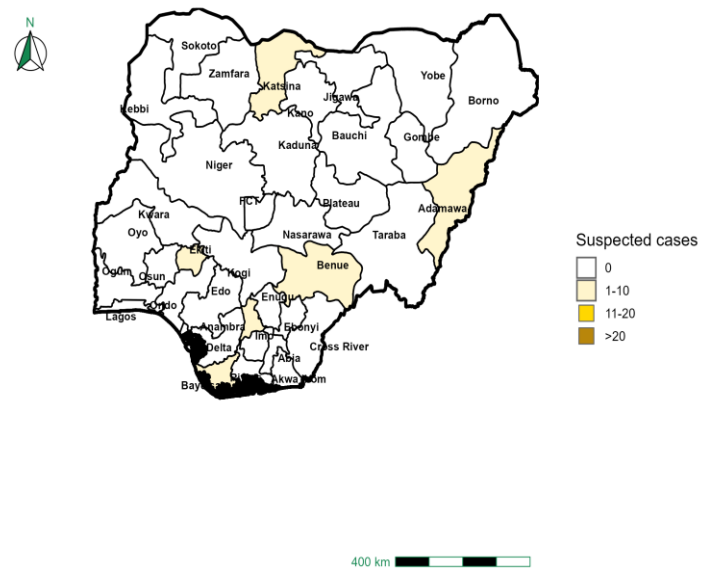 N
Sokoto
Zamfara
Katsina
Yobe
Kebbi
Jigawa
Borno
Kano
Kaduna
Bauchi
Gombe
Niger
FCT
Plateau
Adamawa
Kwara
Oyo
Nasarawa
Taraba
Ekiti
Ogun
Osun
Kogi
Benue
Edo
Enugu
Ondo
Lagos
Anambra
Ebonyi
Imo
Delta
Cross River
Abia
Akwa Ibom
Suspected cases
0
1-10
11-20
>20
400 km